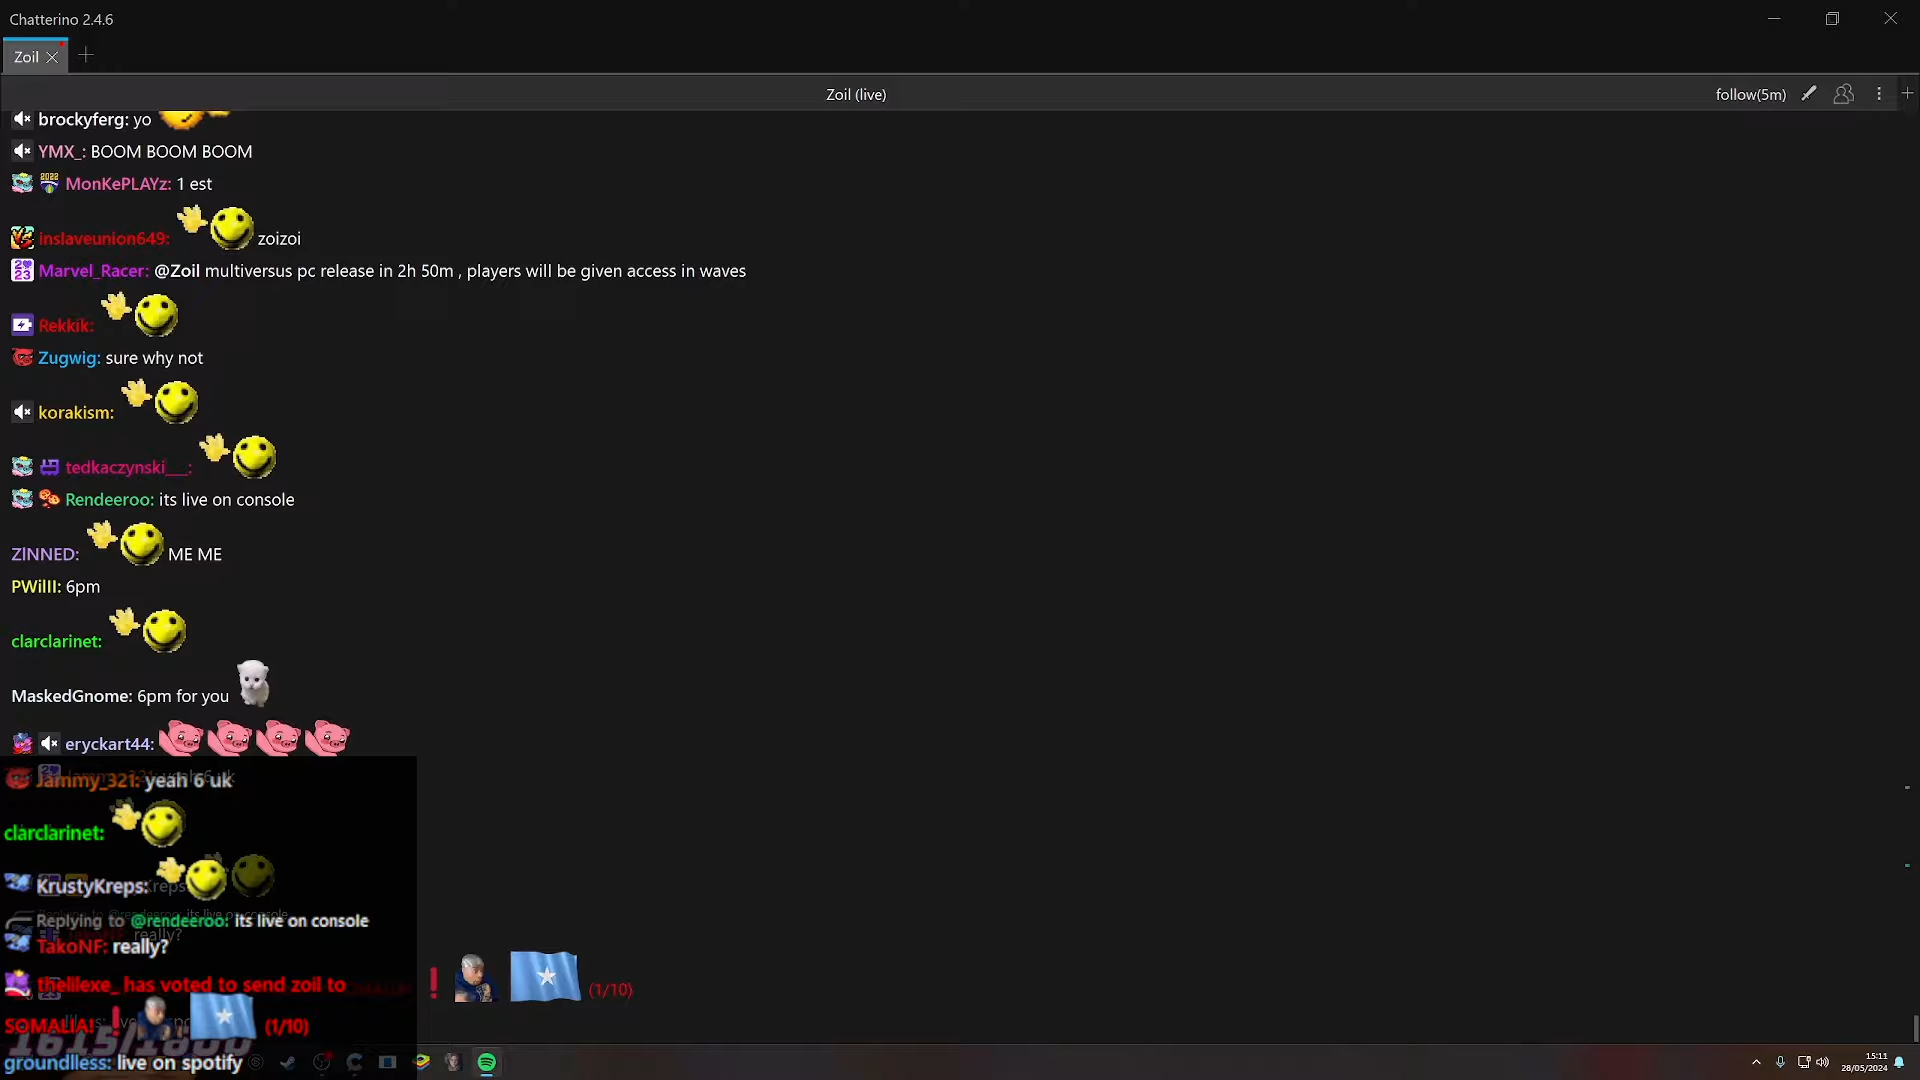 Chatterino 2.4.6
Zoil
Zoil (live)
follow(5m)
brockyferg: yo
YMX_: BOOM BOOM BOOM
MonKePLAYz: 1 est
inslaveunion649: zoizoi
Marvel_Racer: @Zoil multiversus pc release in 2h 50m , players will be given access in waves
Rekkik:
Zugwig: sure why not
korakism:
tedkaczynski___:
Rendeeroo: its live on console
ZINNED: ME ME
PWilll: 6pm
clarclarinet:
MaskedGnome: 6pm for you
eryckart44:
Jammy_321: yeah 6 uk
clarclarinet:
KrustyKreps:
Replying to @rendeeroo: its live on console
TakoNF: really?
thelilexe_ has voted to send zoil to
(1/10)
SOMALIA! (1/10)
groundless: live on spotify
15:11
28/05/2024